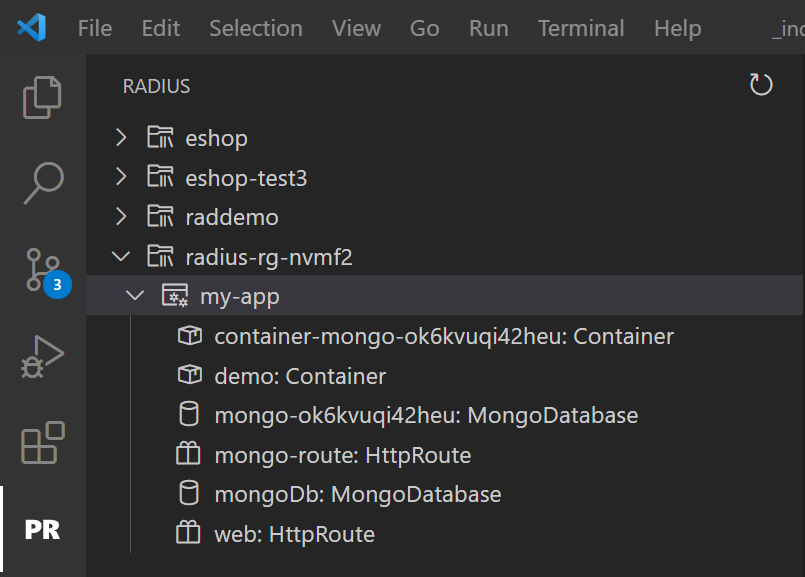 File Edit Selection View Go Run Terminal Help _ind
RADIUS
eshop
eshop-test3
raddemo
radius-rg-nvmf2
my-app
container-mongo-ok6kvuqi42heu: Container
demo: Container
mongo-ok6kvuqi42heu: MongoDatabase
mongo-route: HttpRoute
mongoDb: MongoDatabase
web: HttpRoute
3
PR